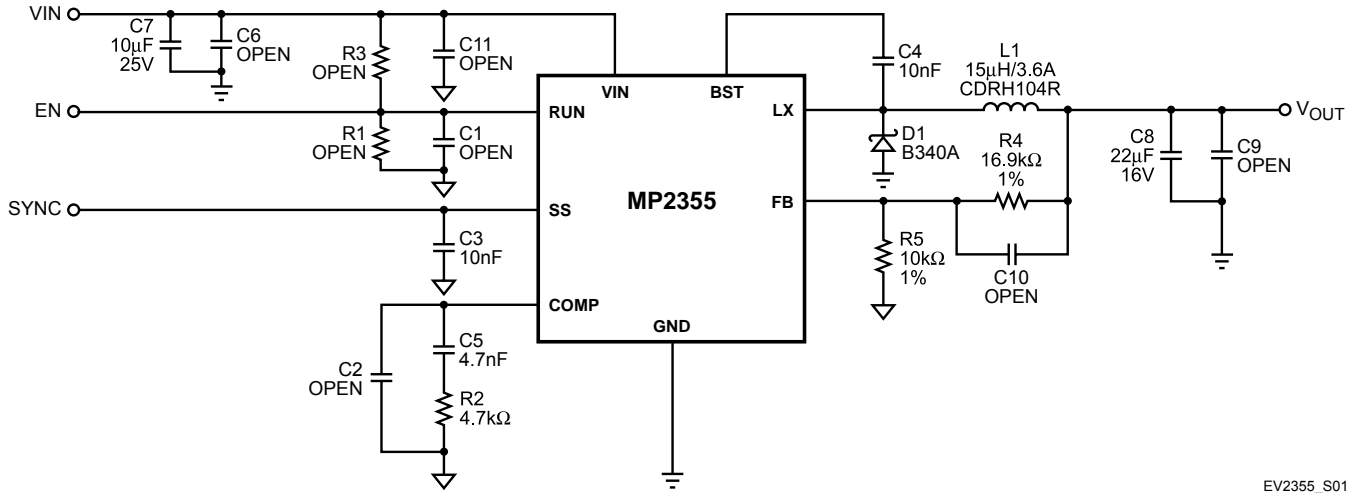 VIN
C7
10µF
25V
C6
OPEN
R3
OPEN
C11
OPEN
C4
10nF
L1
15µH/3.6A
CDRH104R
VIN
BST
EN
RUN
LX
VOUT
R1
OPEN
C1
OPEN
D1
B340A
R4
16.9kΩ
1%
C8
22µF
16V
C9
OPEN
MP2355
SYNC
SS
FB
C3
10nF
R5
10kΩ
1%
C10
OPEN
COMP
GND
C2
OPEN
C5
4.7nF
R2
4.7kΩ
EV2355_S01